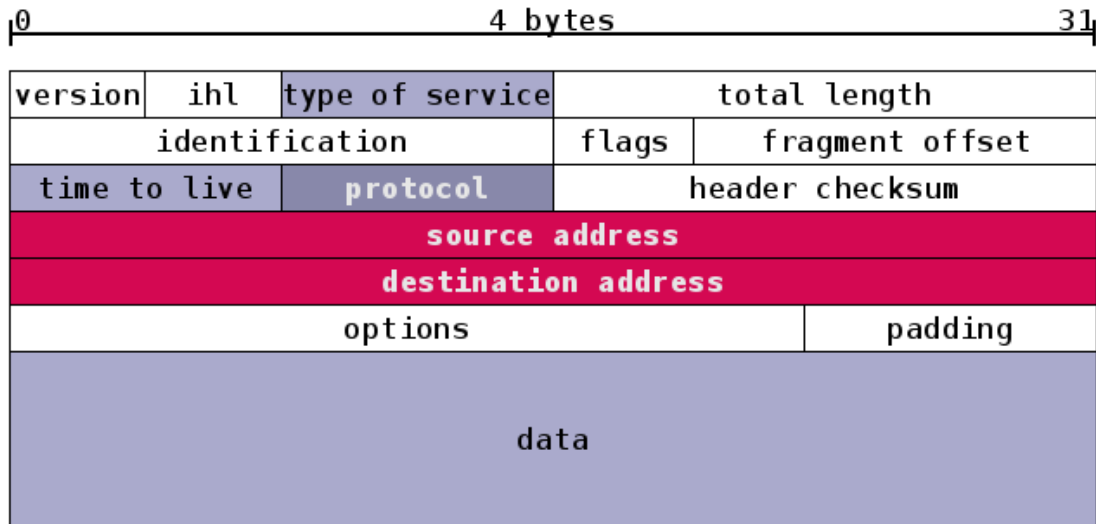 0 4 bytes 31
version ihl type of service total length
identification flags fragment offset
time to live protocol header checksum
source address
destination address
options padding
data